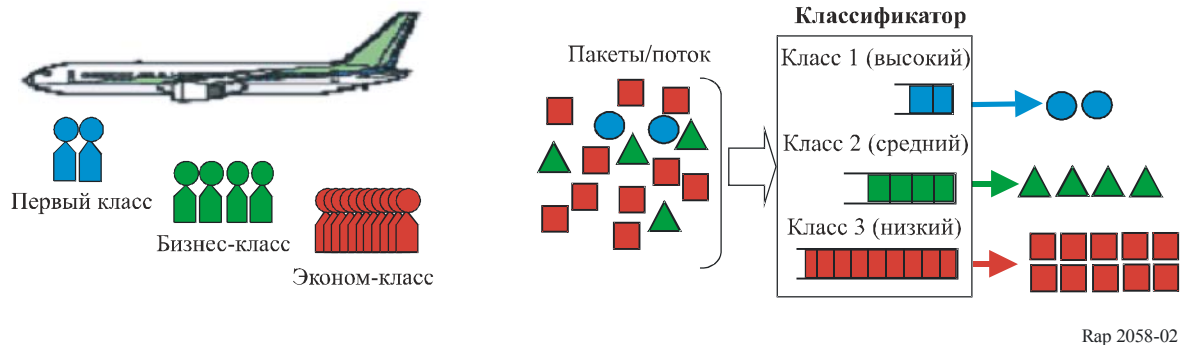 Первый класс
Бизнес-класс
Эконом-класс
Пакеты/поток
Классификатор
Класс 1 (высокий)
Класс 2 (средний)
Класс 3 (низкий)
Rap 2058-02